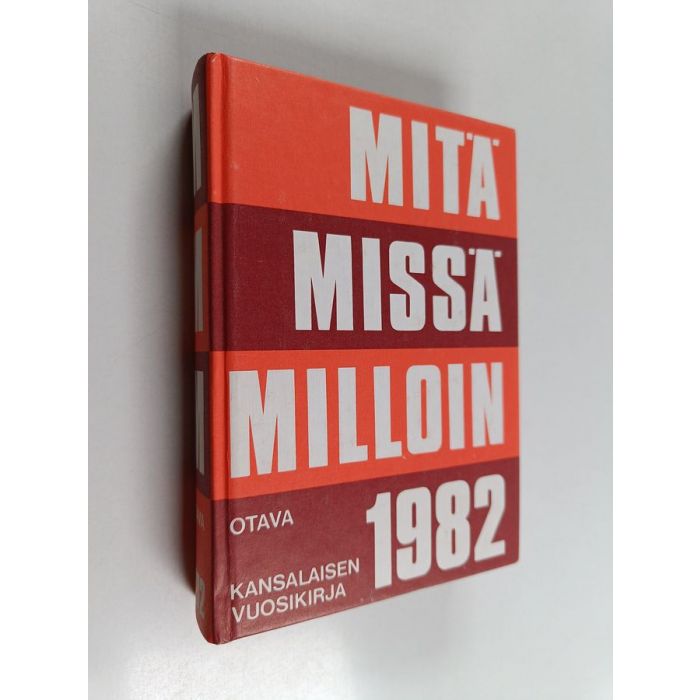 MITÄ
MISSÄ
MILLOIN
1982
OTAVA
KANSALAISEN
VUOSIKIRJA